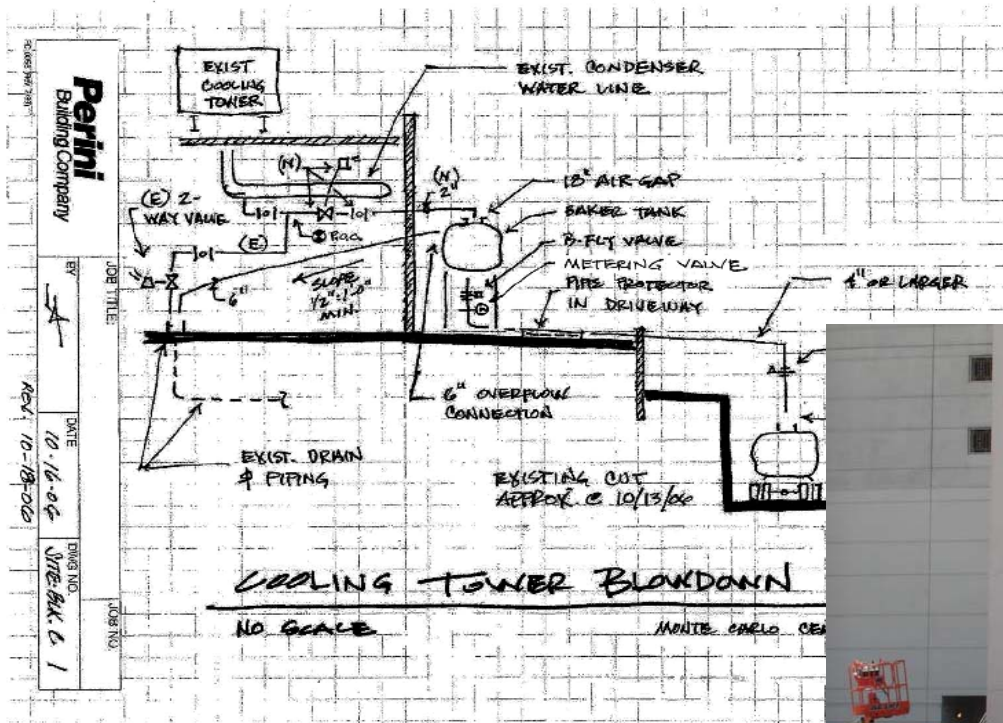 Perini
Building Company
JOB TITLE:
BY
DATE
10-16-06
REV: 10-18-06
DWG NO.
JOB NO.
EXIST
COOLING
TOWER
EXIST. CONDENSER
WATER LINE
(N)
(N)
2"
18" AIR GAP
BAKER TANK
B-FLY VALVE
METERING VALVE
PIPE PROTECTOR
IN DRIVEWAY
4" OR LARGER
(E) 2-
WAY VALVE
(E)
6"
SLOPE
1/2":1'-0"
MIN.
6" OVERFLOW
CONNECTION
EXIST. DRAIN
& PIPING
EXISTING CUT
APPROX. @ 10/13/06
COOLING TOWER BLOWDOWN
NO SCALE
MONTE CARLO